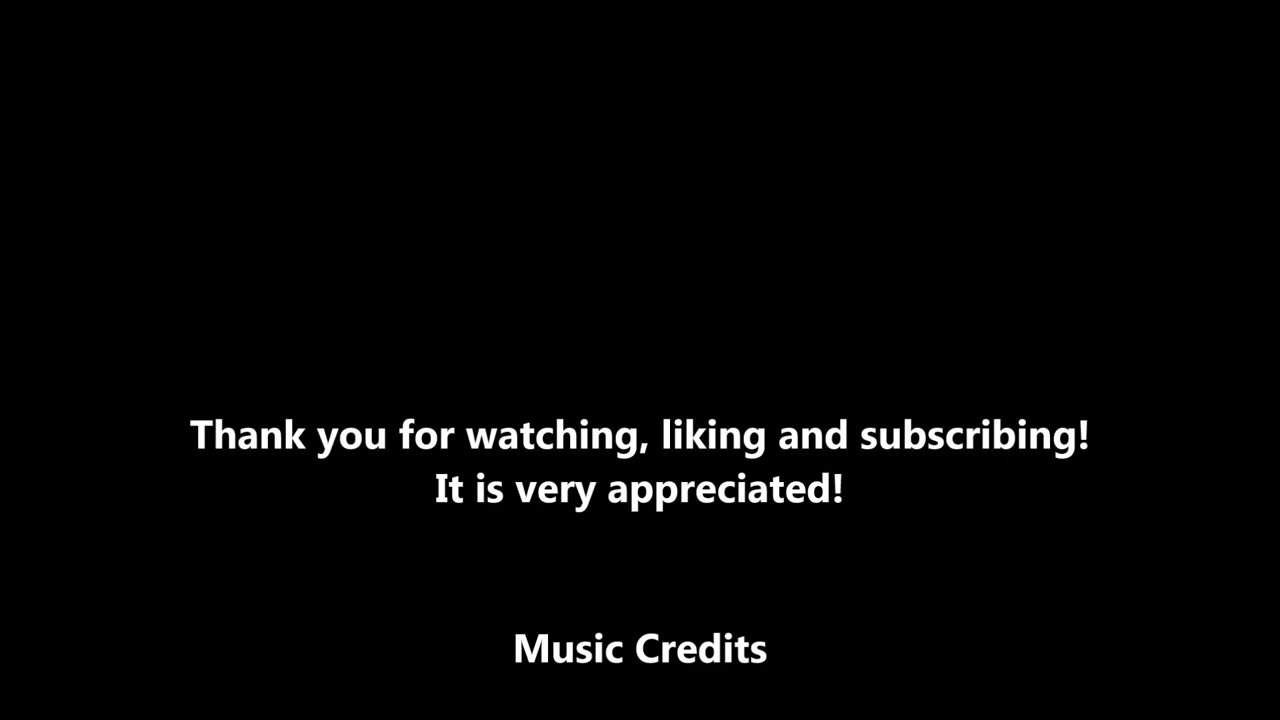 Thank you for watching, liking and subscribing!
It is very appreciated!
Music Credits